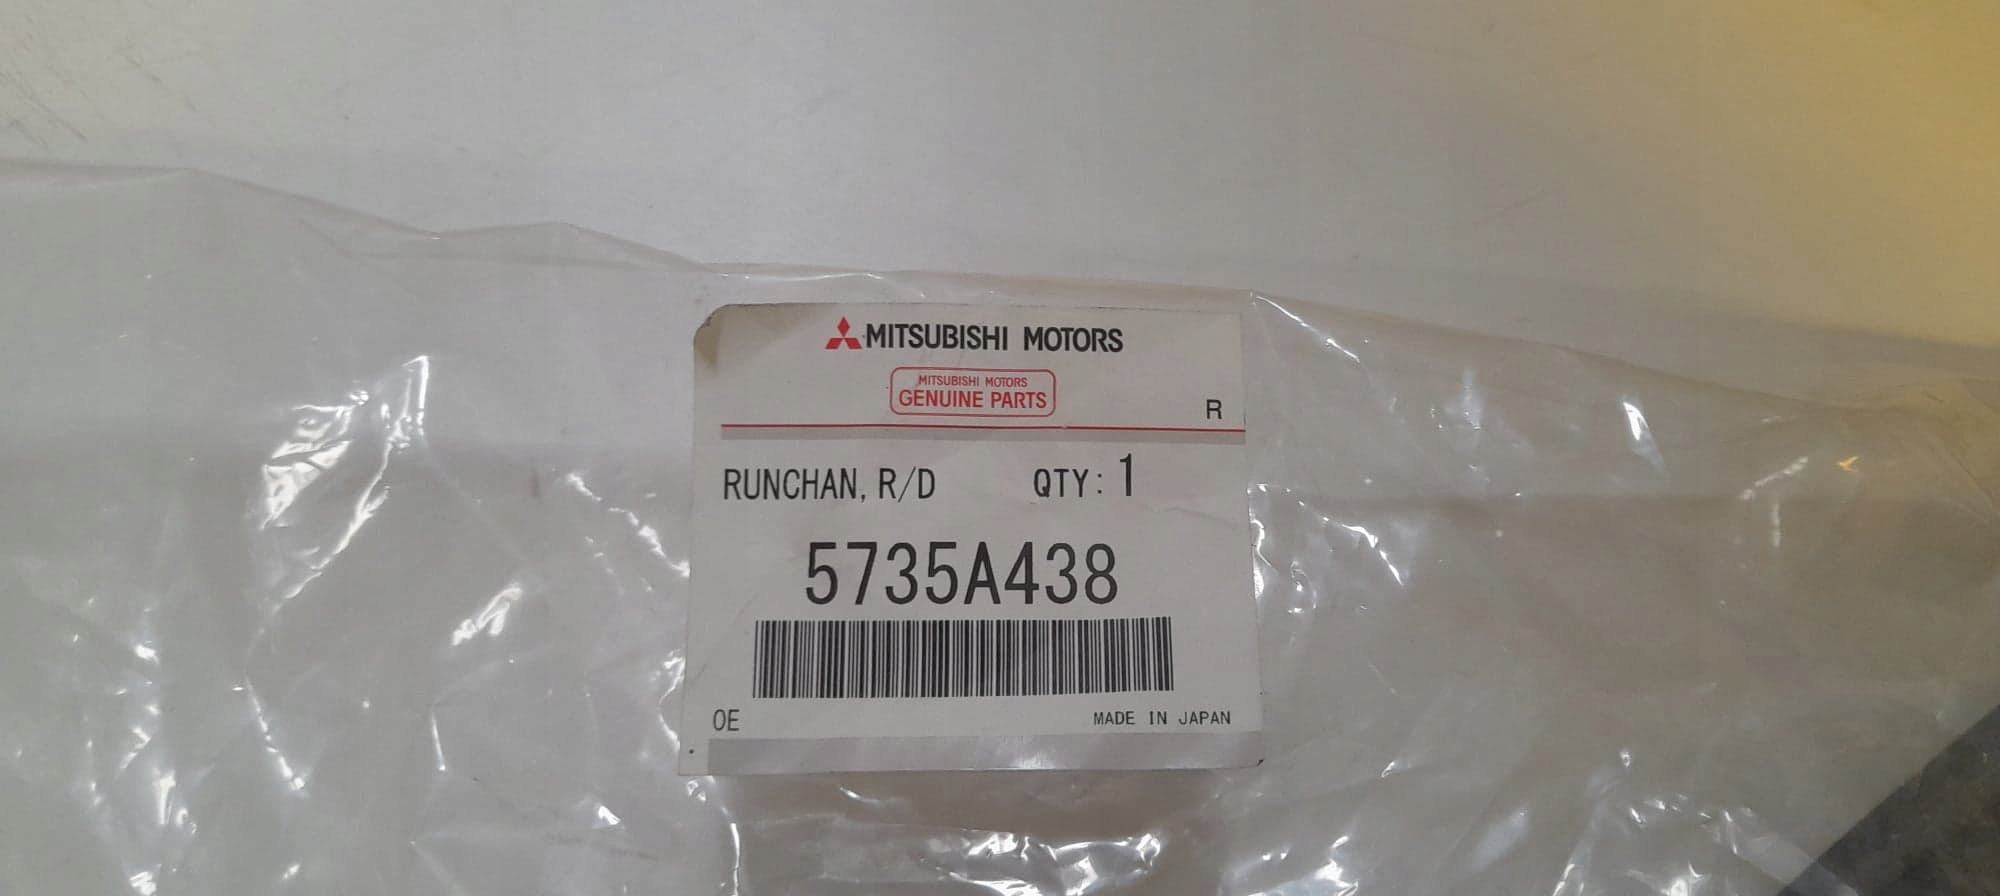 MITSUBISHI MOTORS
MITSUBISHI MOTORS
GENUINE PARTS
R
RUNCHAN, R/D QTY: 1
5735A438
OE MADE IN JAPAN